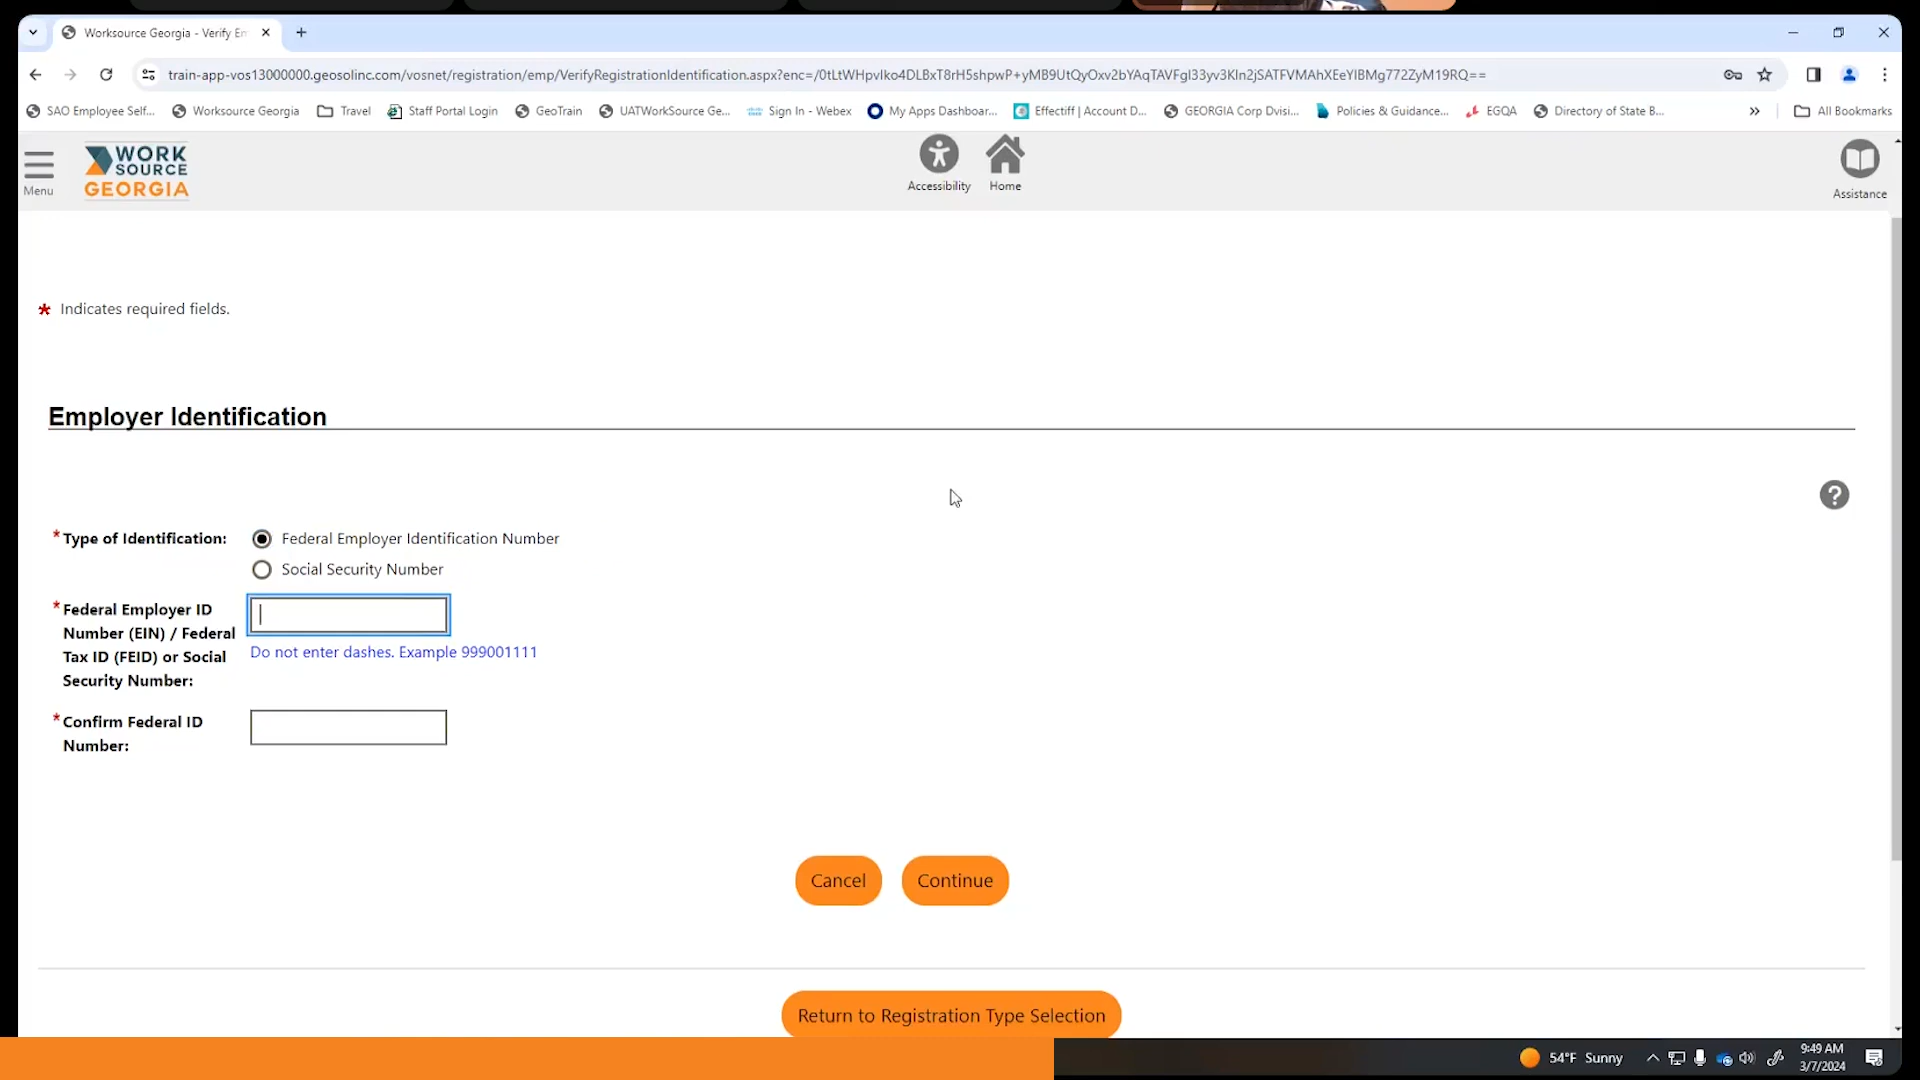 Worksource Georgia - Verify En
train-app-vos13000000.geosolinc.com/vosnet/registration/emp/VerifyRegistrationIdentification.aspx?enc=/0tLtWHpvIko4DLBxT8rH5shpwP+yMB9UtQyOxv2bYAqTAVFgI33yv3KIn2jSATFVMAhXEeYIBMg772ZyM19RQ==
SAO Employee Self... Worksource Georgia Travel Staff Portal Login GeoTrain UATWorkSource Ge... Sign In - Webex My Apps Dashboar... Effectiff | Account D... GEORGIA Corp Dvisi... Policies & Guidance... EGQA Directory of State B... » All Bookmarks
Menu
WORK
SOURCE
GEORGIA
Accessibility Home Assistance
* Indicates required fields.
Employer Identification
?
* Type of Identification: Federal Employer Identification Number
Social Security Number
* Federal Employer ID
Number (EIN) / Federal
Tax ID (FEID) or Social
Security Number:
Do not enter dashes. Example 999001111
* Confirm Federal ID
Number:
Cancel Continue
Return to Registration Type Selection
54°F Sunny
9:49 AM
3/7/2024